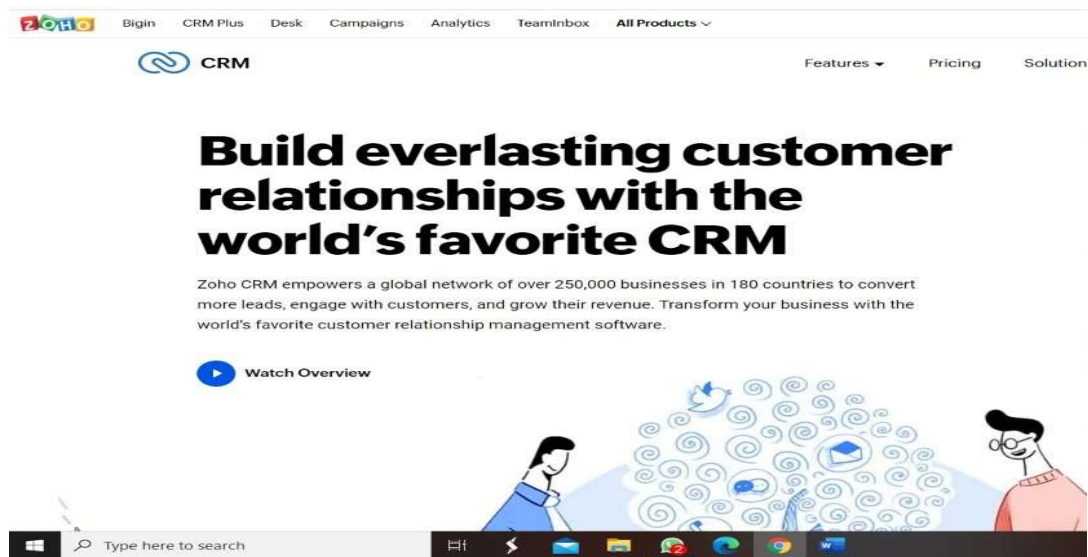 ZOHO Bigin CRM Plus Desk Campaigns Analytics TeamInbox All Products
CRM Features Pricing Solution
Build everlasting customer
relationships with the
world's favorite CRM
Zoho CRM empowers a global network of over 250,000 businesses in 180 countries to convert
more leads, engage with customers, and grow their revenue. Transform your business with the
world's favorite customer relationship management software.
Watch Overview
Type here to search
2
W